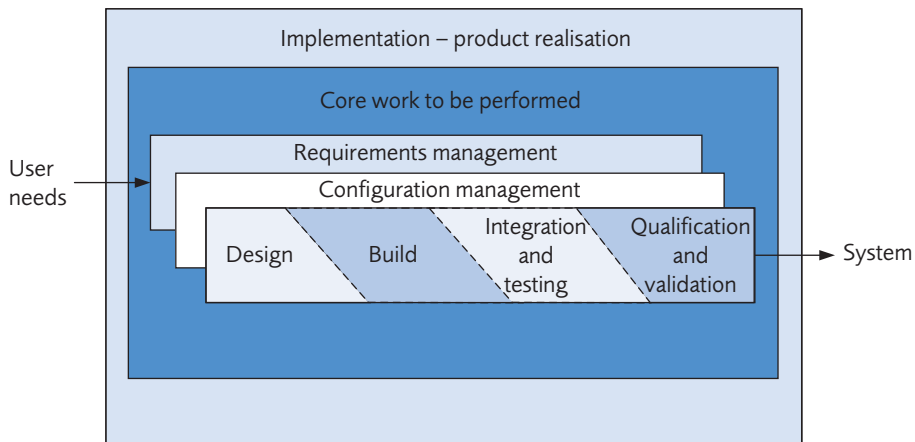 Implementation – product realisation
Core work to be performed
Requirements management
User
needs
Configuration management
Design
Build
Integration
and
testing
Qualification
and
validation
System